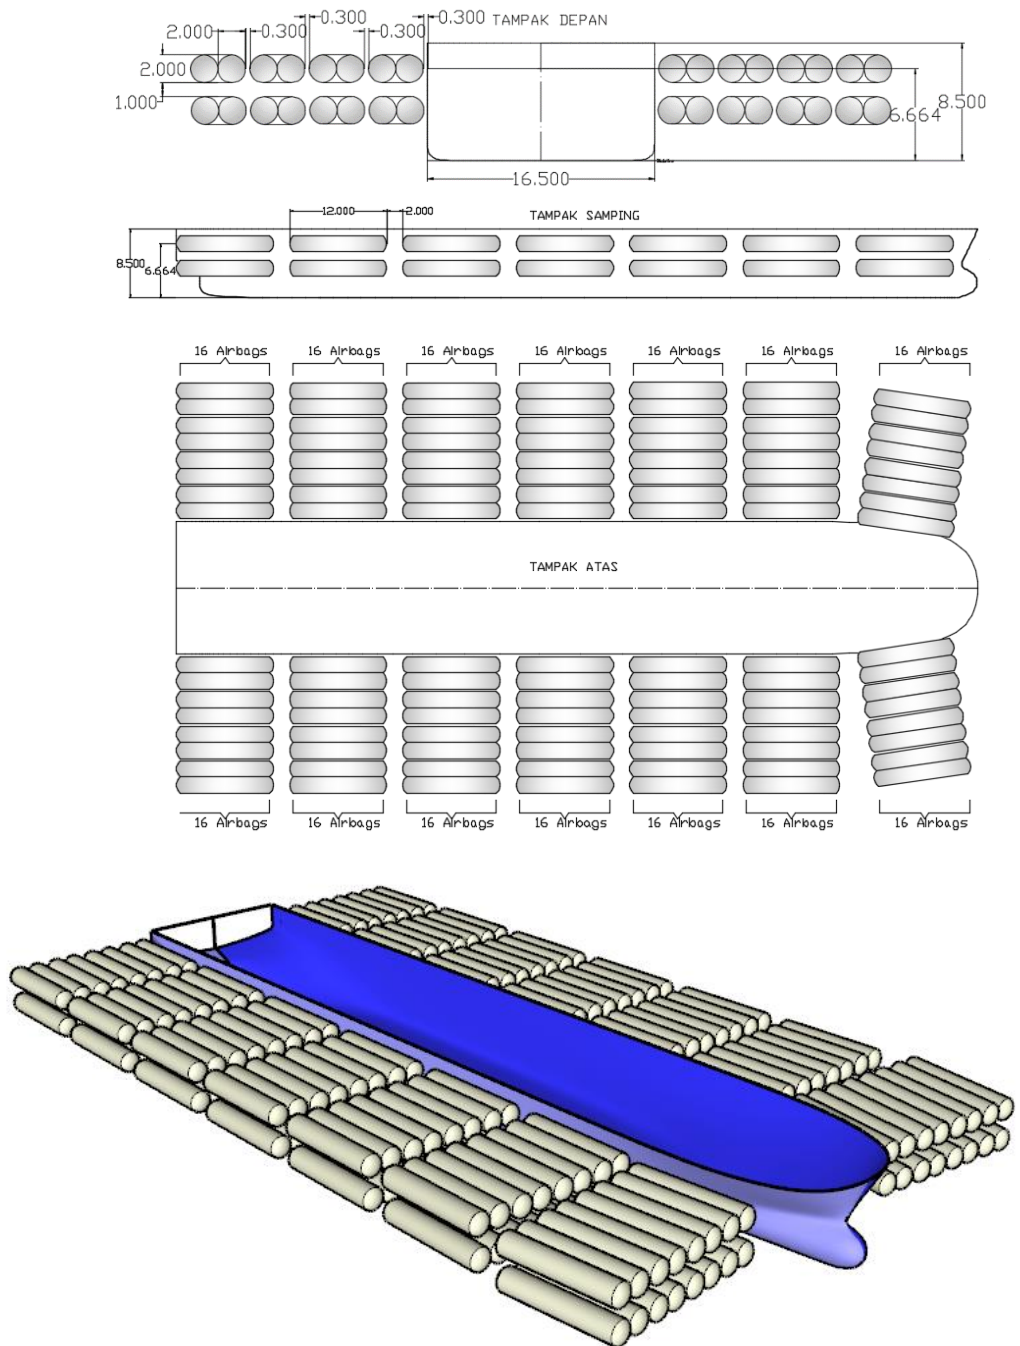 2.000 0.300 0.300 0.300 0.300 TAMPAK DEPAN
2.000
1.000
8.500
6.664
16.500
TAMPAK SAMPING
12.000 2.000
8.500
6.664
16 Airbags 16 Airbags 16 Airbags 16 Airbags 16 Airbags 16 Airbags 16 Airbags
TAMPAK ATAS
16 Airbags 16 Airbags 16 Airbags 16 Airbags 16 Airbags 16 Airbags 16 Airbags